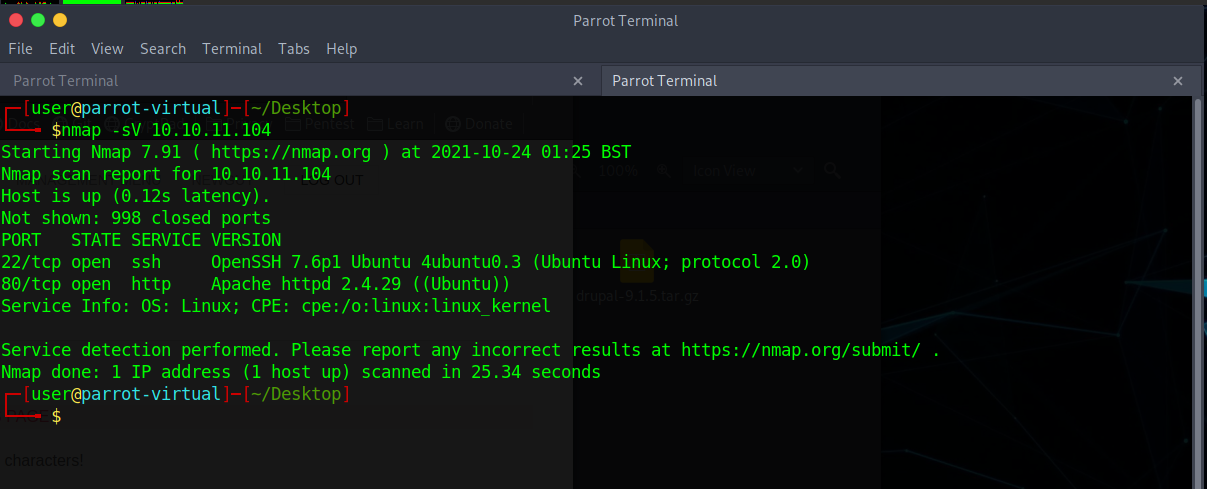 Parrot Terminal
File Edit View Search Terminal Tabs Help
Parrot Terminal × Parrot Terminal ×
┌─[user@parrot-virtual]─[~/Desktop]
└──╼ $nmap -sV 10.10.11.104
Starting Nmap 7.91 ( https://nmap.org ) at 2021-10-24 01:25 BST
Nmap scan report for 10.10.11.104
Host is up (0.12s latency).
Not shown: 998 closed ports
PORT   STATE SERVICE VERSION
22/tcp open  ssh     OpenSSH 7.6p1 Ubuntu 4ubuntu0.3 (Ubuntu Linux; protocol 2.0)
80/tcp open  http    Apache httpd 2.4.29 ((Ubuntu))
Service Info: OS: Linux; CPE: cpe:/o:linux:linux_kernel
Service detection performed. Please report any incorrect results at https://nmap.org/submit/ .
Nmap done: 1 IP address (1 host up) scanned in 25.34 seconds
┌─[user@parrot-virtual]─[~/Desktop]
└──╼ $
Pentest Learn Donate
100% Icon View
LOG OUT
drupal-9.1.5.tar.gz
characters!